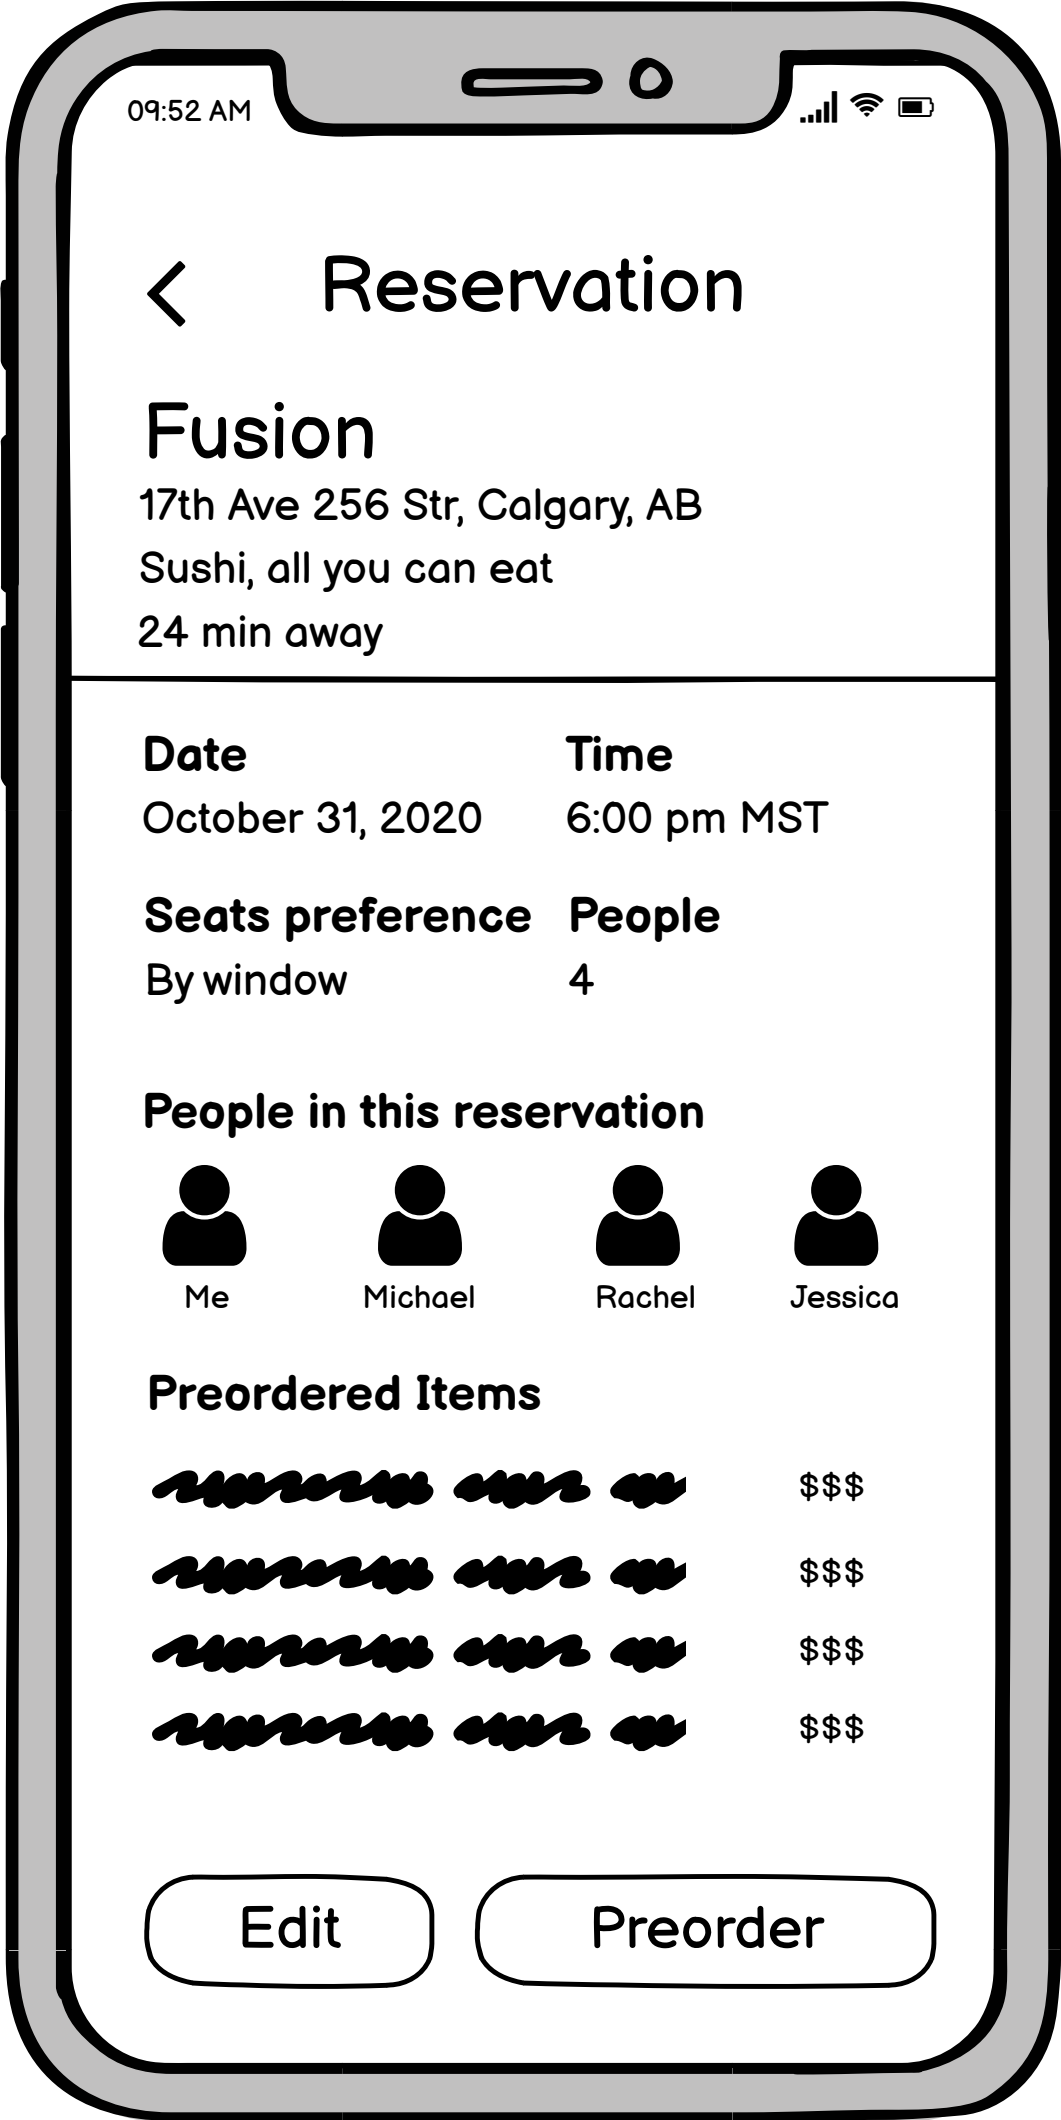 09:52 AM
Reservation
Fusion
17th Ave 256 Str, Calgary, AB
Sushi, all you can eat
24 min away
Date Time
October 31, 2020 6:00 pm MST
Seats preference People
By window 4
People in this reservation
Me Michael Rachel Jessica
Preordered Items
$$$
$$$
$$$
$$$
Edit Preorder